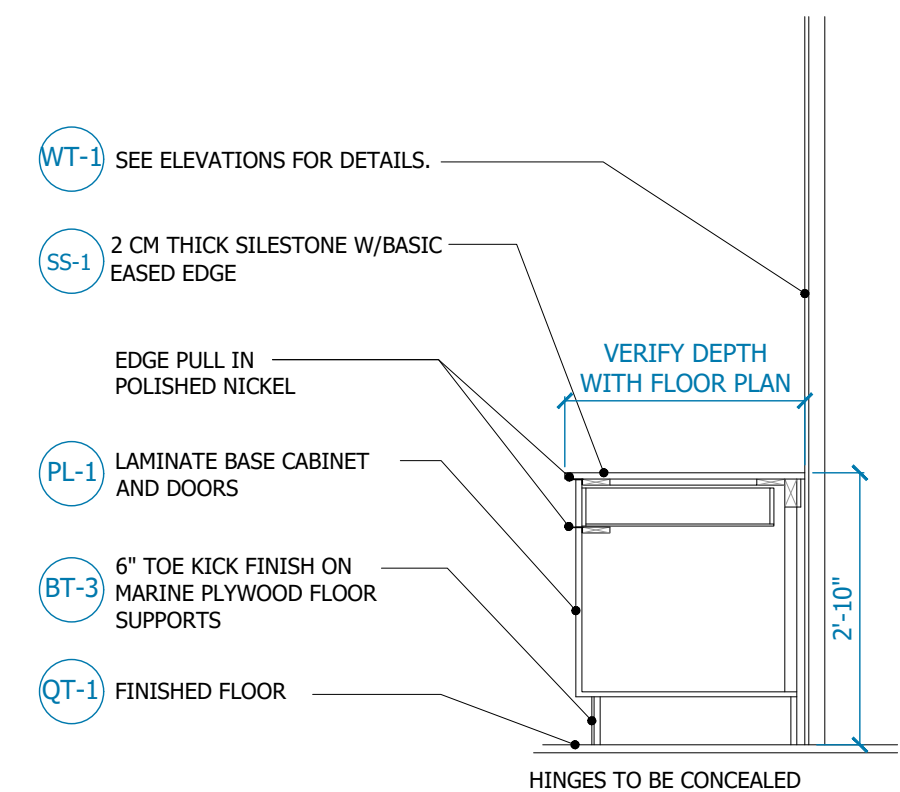 WT-1 SEE ELEVATIONS FOR DETAILS.
SS-1
2 CM THICK SILESTONE W/BASIC
EASED EDGE
EDGE PULL IN
POLISHED NICKEL
VERIFY DEPTH
WITH FLOOR PLAN
PL-1
LAMINATE BASE CABINET
AND DOORS
BT-3
6" TOE KICK FINISH ON
MARINE PLYWOOD FLOOR
SUPPORTS
2'-10"
QT-1 FINISHED FLOOR
HINGES TO BE CONCEALED